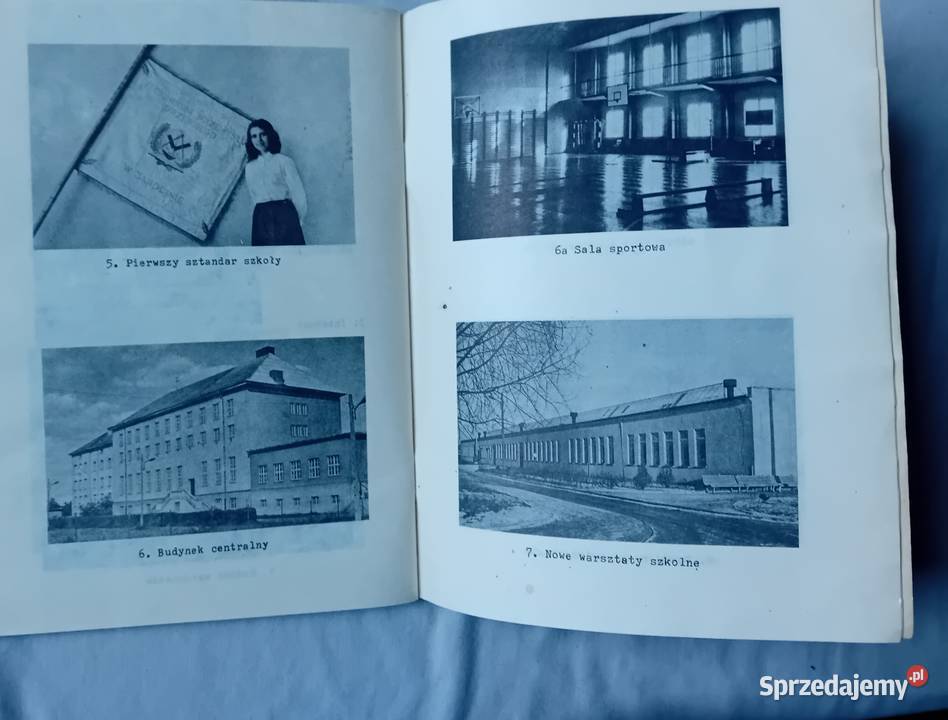 5. Pierwszy sztandar szkoły
6. Budynek centralny
6a Sala sportowa
7. Nowe warsztaty szkolne
Sprzedajemy.pl